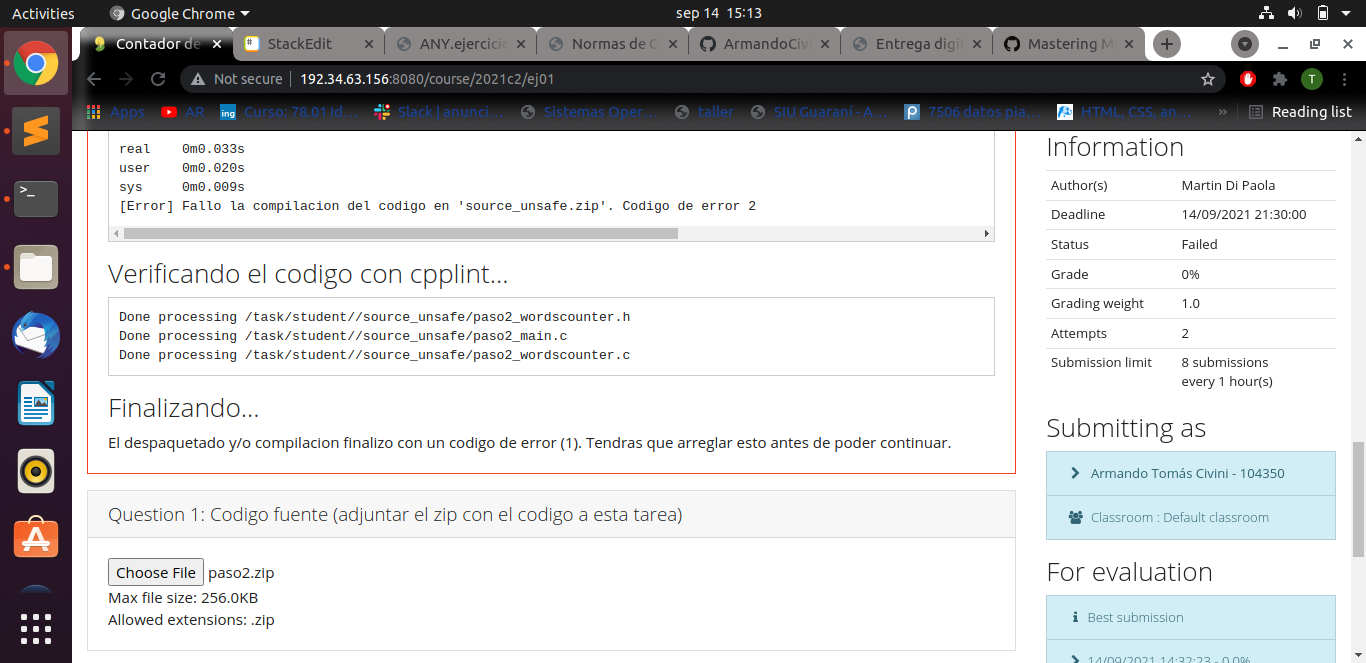 Activities
Google Chrome
sep 14 15:13
Contador de
StackEdit
ANY.ejercici
Normas de C
ArmandoCiv
Entrega digi
Mastering M
Not secure
192.34.63.156:8080/course/2021c2/ej01
T
Apps
AR
ing
Curso: 78.01 Id...
Slack | anunci...
Sistemas Oper...
taller
SIU Guaraní - A...
7506 datos pia...
HTML, CSS, an...
»
Reading list
real 0m0.033s
user 0m0.020s
sys 0m0.009s
[Error] Fallo la compilacion del codigo en 'source_unsafe.zip'. Codigo de error 2
Verificando el codigo con cpplint...
Done processing /task/student//source_unsafe/paso2_wordscounter.h
Done processing /task/student//source_unsafe/paso2_main.c
Done processing /task/student//source_unsafe/paso2_wordscounter.c
Finalizando...
El despaquetado y/o compilacion finalizo con un codigo de error (1). Tendras que arreglar esto antes de poder continuar.
Question 1: Codigo fuente (adjuntar el zip con el codigo a esta tarea)
Choose File paso2.zip
Max file size: 256.0KB
Allowed extensions: .zip
Information
Author(s) Martin Di Paola
Deadline 14/09/2021 21:30:00
Status Failed
Grade 0%
Grading weight 1.0
Attempts 2
Submission limit 8 submissions
every 1 hour(s)
Submitting as
Armando Tomás Civini - 104350
Classroom : Default classroom
For evaluation
Best submission
14/09/2021 14:32:23 - 0.0%